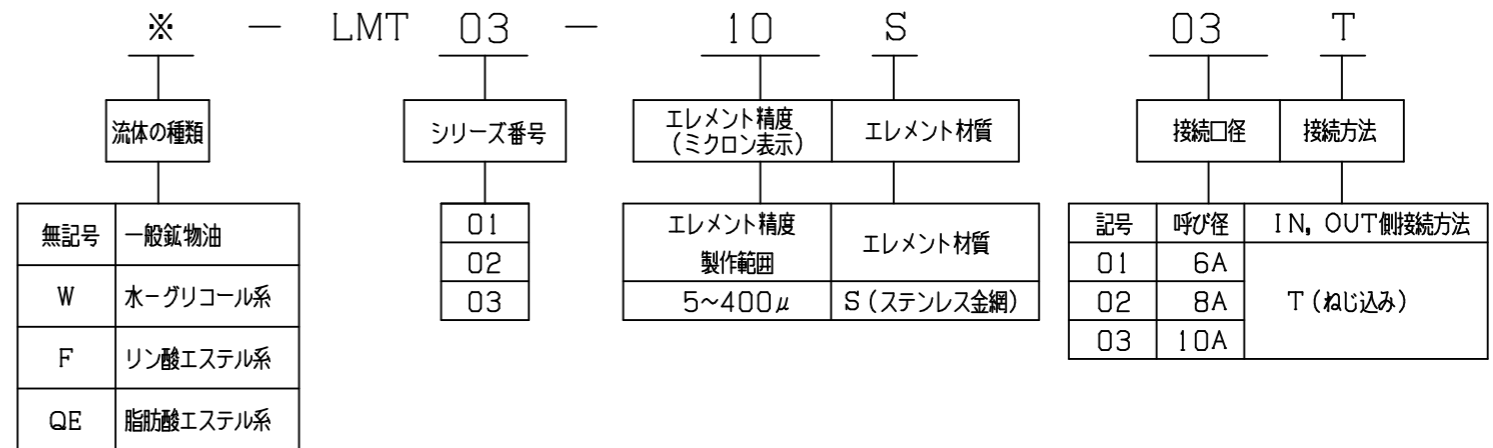 ※ － LMT 03 － 10 S 03 T
流体の種類
シリーズ番号
エレメント精度
（ミクロン表示）
エレメント材質
接続口径
接続方法
無記号 一般鉱物油
W 水－グリコール系
F リン酸エステル系
QE 脂肪酸エステル系
01
02
03
エレメント精度
製作範囲
エレメント材質
5~400μ S（ステンレス金網）
記号 呼び径 IN，OUT側接続方法
01 6A
02 8A
03 10A
T（ねじ込み）